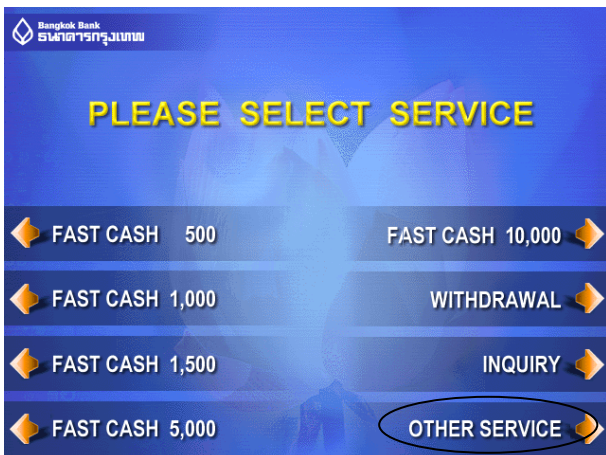 Bangkok Bank
ธนาคารกรุงเทพ
PLEASE SELECT SERVICE
FAST CASH 500
FAST CASH 10,000
FAST CASH 1,000
WITHDRAWAL
FAST CASH 1,500
INQUIRY
FAST CASH 5,000
OTHER SERVICE